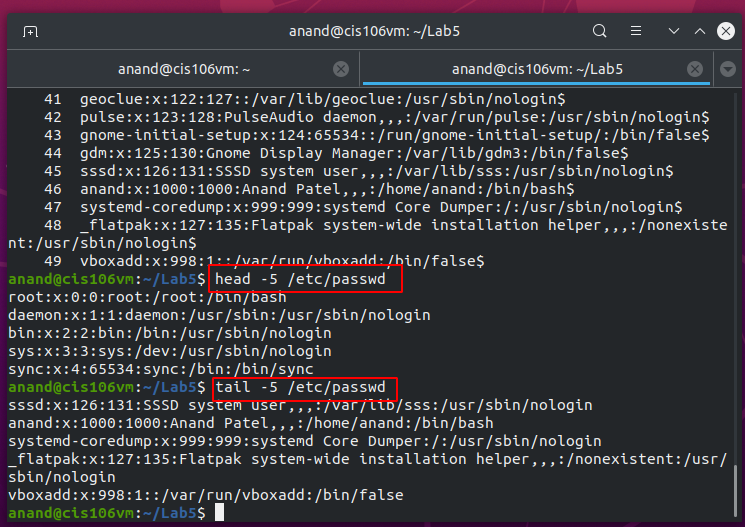 anand@cis106vm: ~/Lab5
anand@cis106vm: ~
anand@cis106vm: ~/Lab5
41  geoclue:x:122:127::/var/lib/geoclue:/usr/sbin/nologin$
42  pulse:x:123:128:PulseAudio daemon,,,:/var/run/pulse:/usr/sbin/nologin$
43  gnome-initial-setup:x:124:65534::/run/gnome-initial-setup/:/bin/false$
44  gdm:x:125:130:Gnome Display Manager:/var/lib/gdm3:/bin/false$
45  sssd:x:126:131:SSSD system user,,,:/var/lib/sss:/usr/sbin/nologin$
46  anand:x:1000:1000:Anand Patel,,,:/home/anand:/bin/bash$
47  systemd-coredump:x:999:999:systemd Core Dumper:/:/usr/sbin/nologin$
48  _flatpak:x:127:135:Flatpak system-wide installation helper,,,:/nonexiste
nt:/usr/sbin/nologin$
49  vboxadd:x:998:1::/var/run/vboxadd:/bin/false$
anand@cis106vm:~/Lab5$ head -5 /etc/passwd
root:x:0:0:root:/root:/bin/bash
daemon:x:1:1:daemon:/usr/sbin:/usr/sbin/nologin
bin:x:2:2:bin:/bin:/usr/sbin/nologin
sys:x:3:3:sys:/dev:/usr/sbin/nologin
sync:x:4:65534:sync:/bin:/bin/sync
anand@cis106vm:~/Lab5$ tail -5 /etc/passwd
sssd:x:126:131:SSSD system user,,,:/var/lib/sss:/usr/sbin/nologin
anand:x:1000:1000:Anand Patel,,,:/home/anand:/bin/bash
systemd-coredump:x:999:999:systemd Core Dumper:/:/usr/sbin/nologin
_flatpak:x:127:135:Flatpak system-wide installation helper,,,:/nonexistent:/usr/
sbin/nologin
vboxadd:x:998:1::/var/run/vboxadd:/bin/false
anand@cis106vm:~/Lab5$